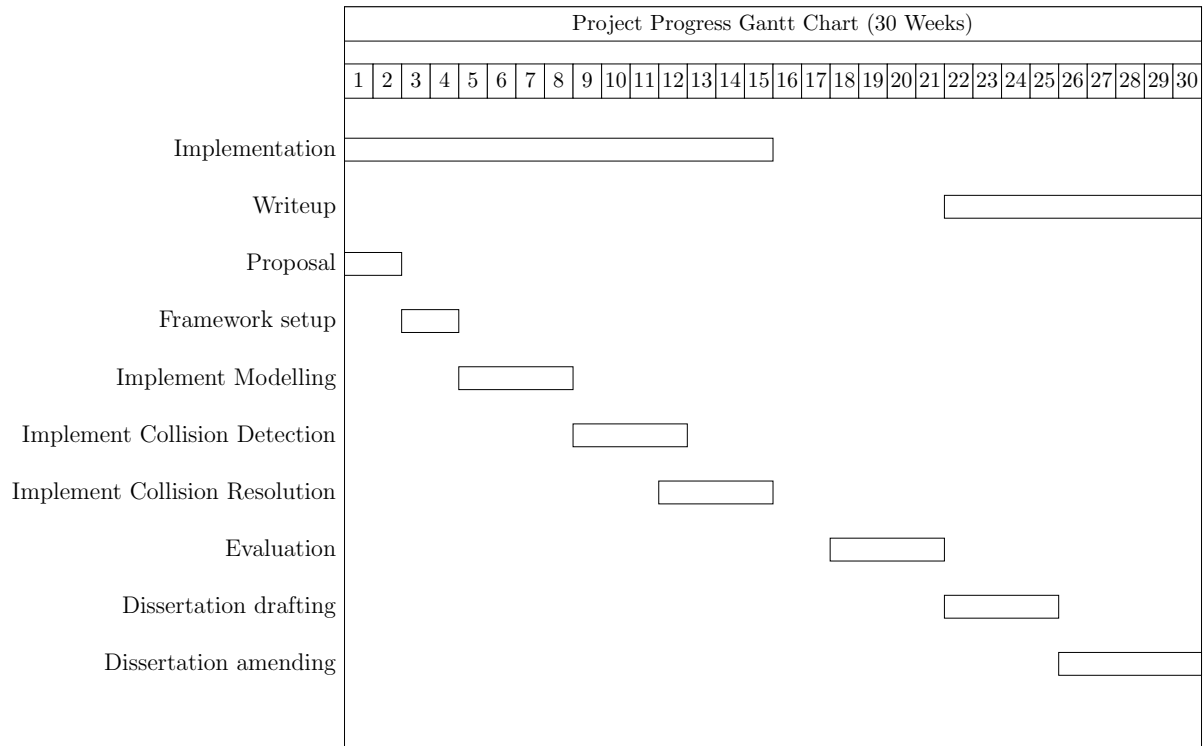 Project Progress Gantt Chart (30 Weeks)
1 2 3 4 5 6 7 8 9 10 11 12 13 14 15 16 17 18 19 20 21 22 23 24 25 26 27 28 29 30
Implementation
Writeup
Proposal
Framework setup
Implement Modelling
Implement Collision Detection
Implement Collision Resolution
Evaluation
Dissertation drafting
Dissertation amending